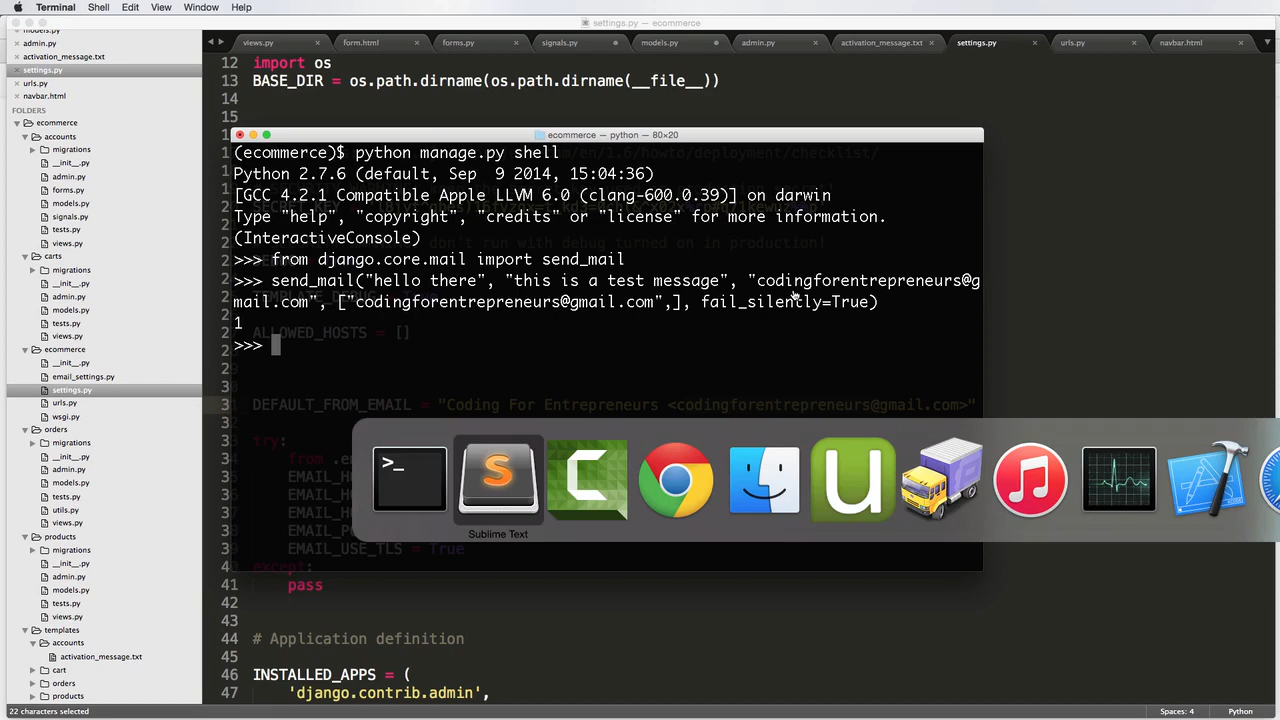 Terminal Shell Edit View Window Help
settings.py — ecommerce
models.py
admin.py
activation_message.txt
settings.py
urls.py
navbar.html
FOLDERS
ecommerce
accounts
migrations
__init__.py
admin.py
forms.py
models.py
signals.py
tests.py
views.py
carts
migrations
__init__.py
admin.py
models.py
tests.py
views.py
ecommerce
__init__.py
email_settings.py
settings.py
urls.py
wsgi.py
orders
migrations
__init__.py
admin.py
models.py
tests.py
utils.py
views.py
products
migrations
__init__.py
admin.py
models.py
tests.py
views.py
templates
accounts
activation_message.txt
cart
orders
products
views.py form.html forms.py signals.py models.py admin.py activation_message.txt settings.py urls.py navbar.html
12 import os
13 BASE_DIR = os.path.dirname(os.path.dirname(__file__))
14
15
ecommerce — python — 80×20
(ecommerce)$ python manage.py shell
Python 2.7.6 (default, Sep 9 2014, 15:04:36)
[GCC 4.2.1 Compatible Apple LLVM 6.0 (clang-600.0.39)] on darwin
Type "help", "copyright", "credits" or "license" for more information.
(InteractiveConsole)
>>> from django.core.mail import send_mail
>>> send_mail("hello there", "this is a test message", "codingforentrepreneurs@g
mail.com", ["codingforentrepreneurs@gmail.com",], fail_silently=True)
1
>>>
ALLOWED_HOSTS = []
DEFAULT_FROM_EMAIL = "Coding For Entrepreneurs <codingforentrepreneurs@gmail.com>"
try:
EMAIL_USE_TLS = True
except:
41 pass
42
43
44 # Application definition
45
46 INSTALLED_APPS = (
47 'django.contrib.admin',
Sublime Text
22 characters selected
Spaces: 4
Python